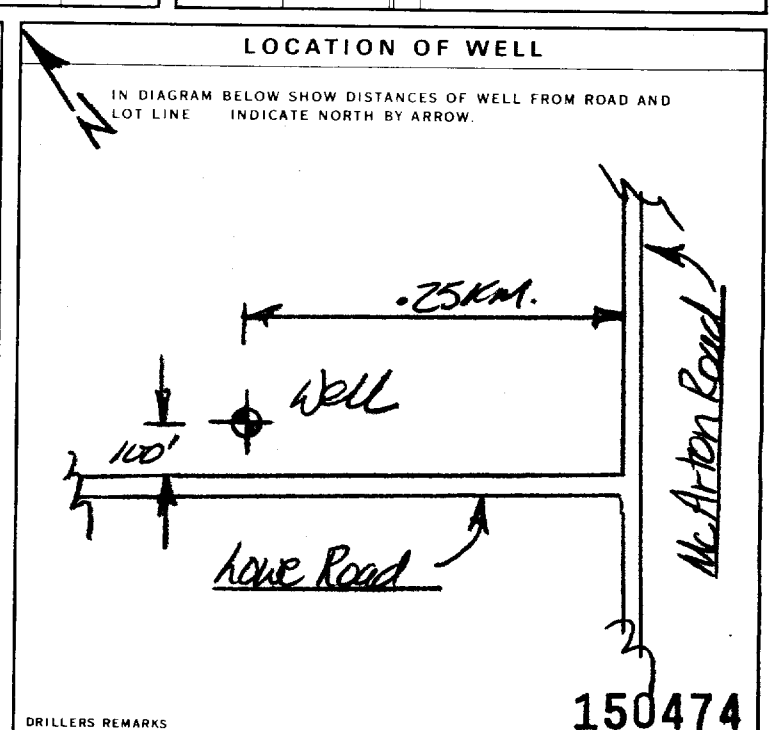 LOCATION OF WELL
IN DIAGRAM BELOW SHOW DISTANCES OF WELL FROM ROAD AND
LOT LINE INDICATE NORTH BY ARROW.
N
.25KM.
Well
100'
Lowe Road
McArton Road
DRILLERS REMARKS
150474